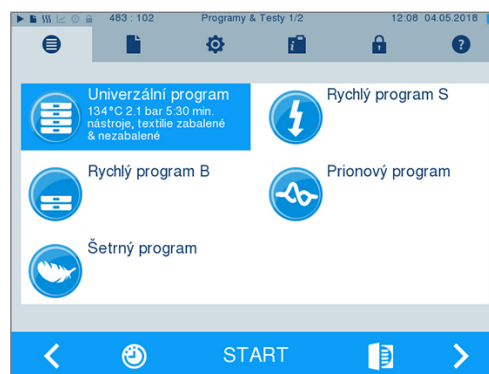 483 : 102 Programy & Testy 1/2 12:08 04.05.2018
i
?
Univerzální program
134°C 2.1 bar 5:30 min.
nástroje, textilie zabalené
& nezabalené
Rychlý program S
Rychlý program B
Prionový program
Šetrný program
START